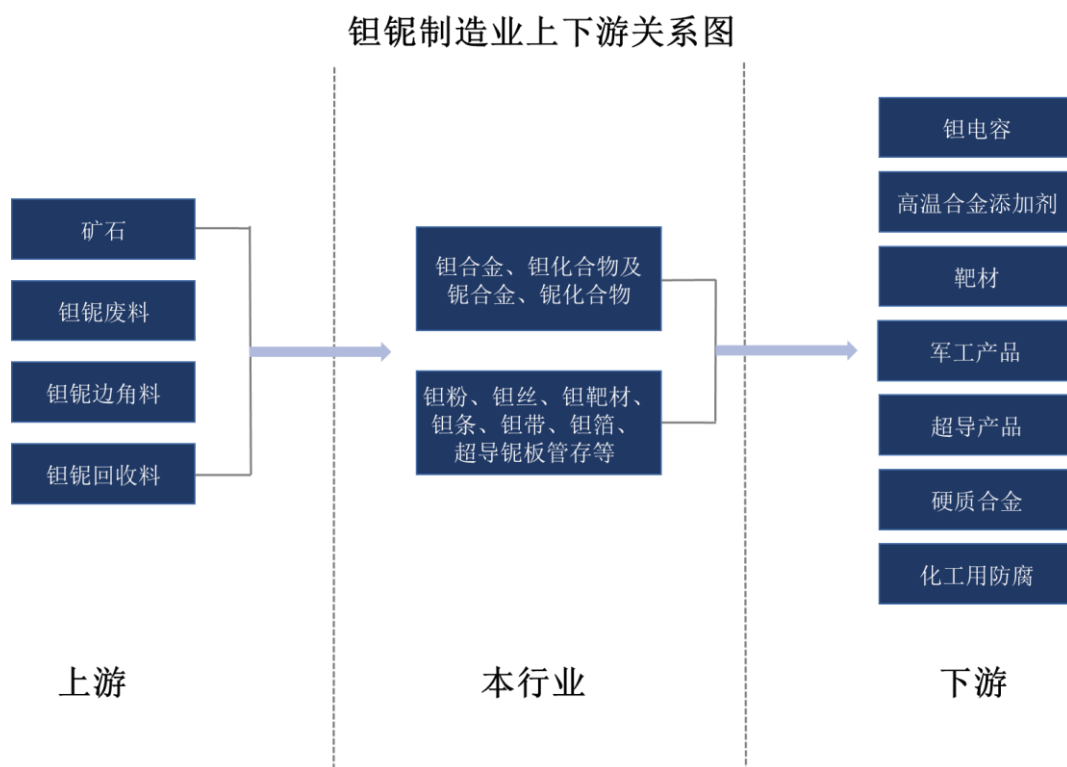 钽铌制造业上下游关系图
矿石
钽铌废料
钽铌边角料
钽铌回收料
上游
钽合金、钽化合物及
铌合金、铌化合物
钽粉、钽丝、钽靶材、
钽条、钽带、钽箔、
超导铌板管存等
本行业
钽电容
高温合金添加剂
靶材
军工产品
超导产品
硬质合金
化工用防腐
下游